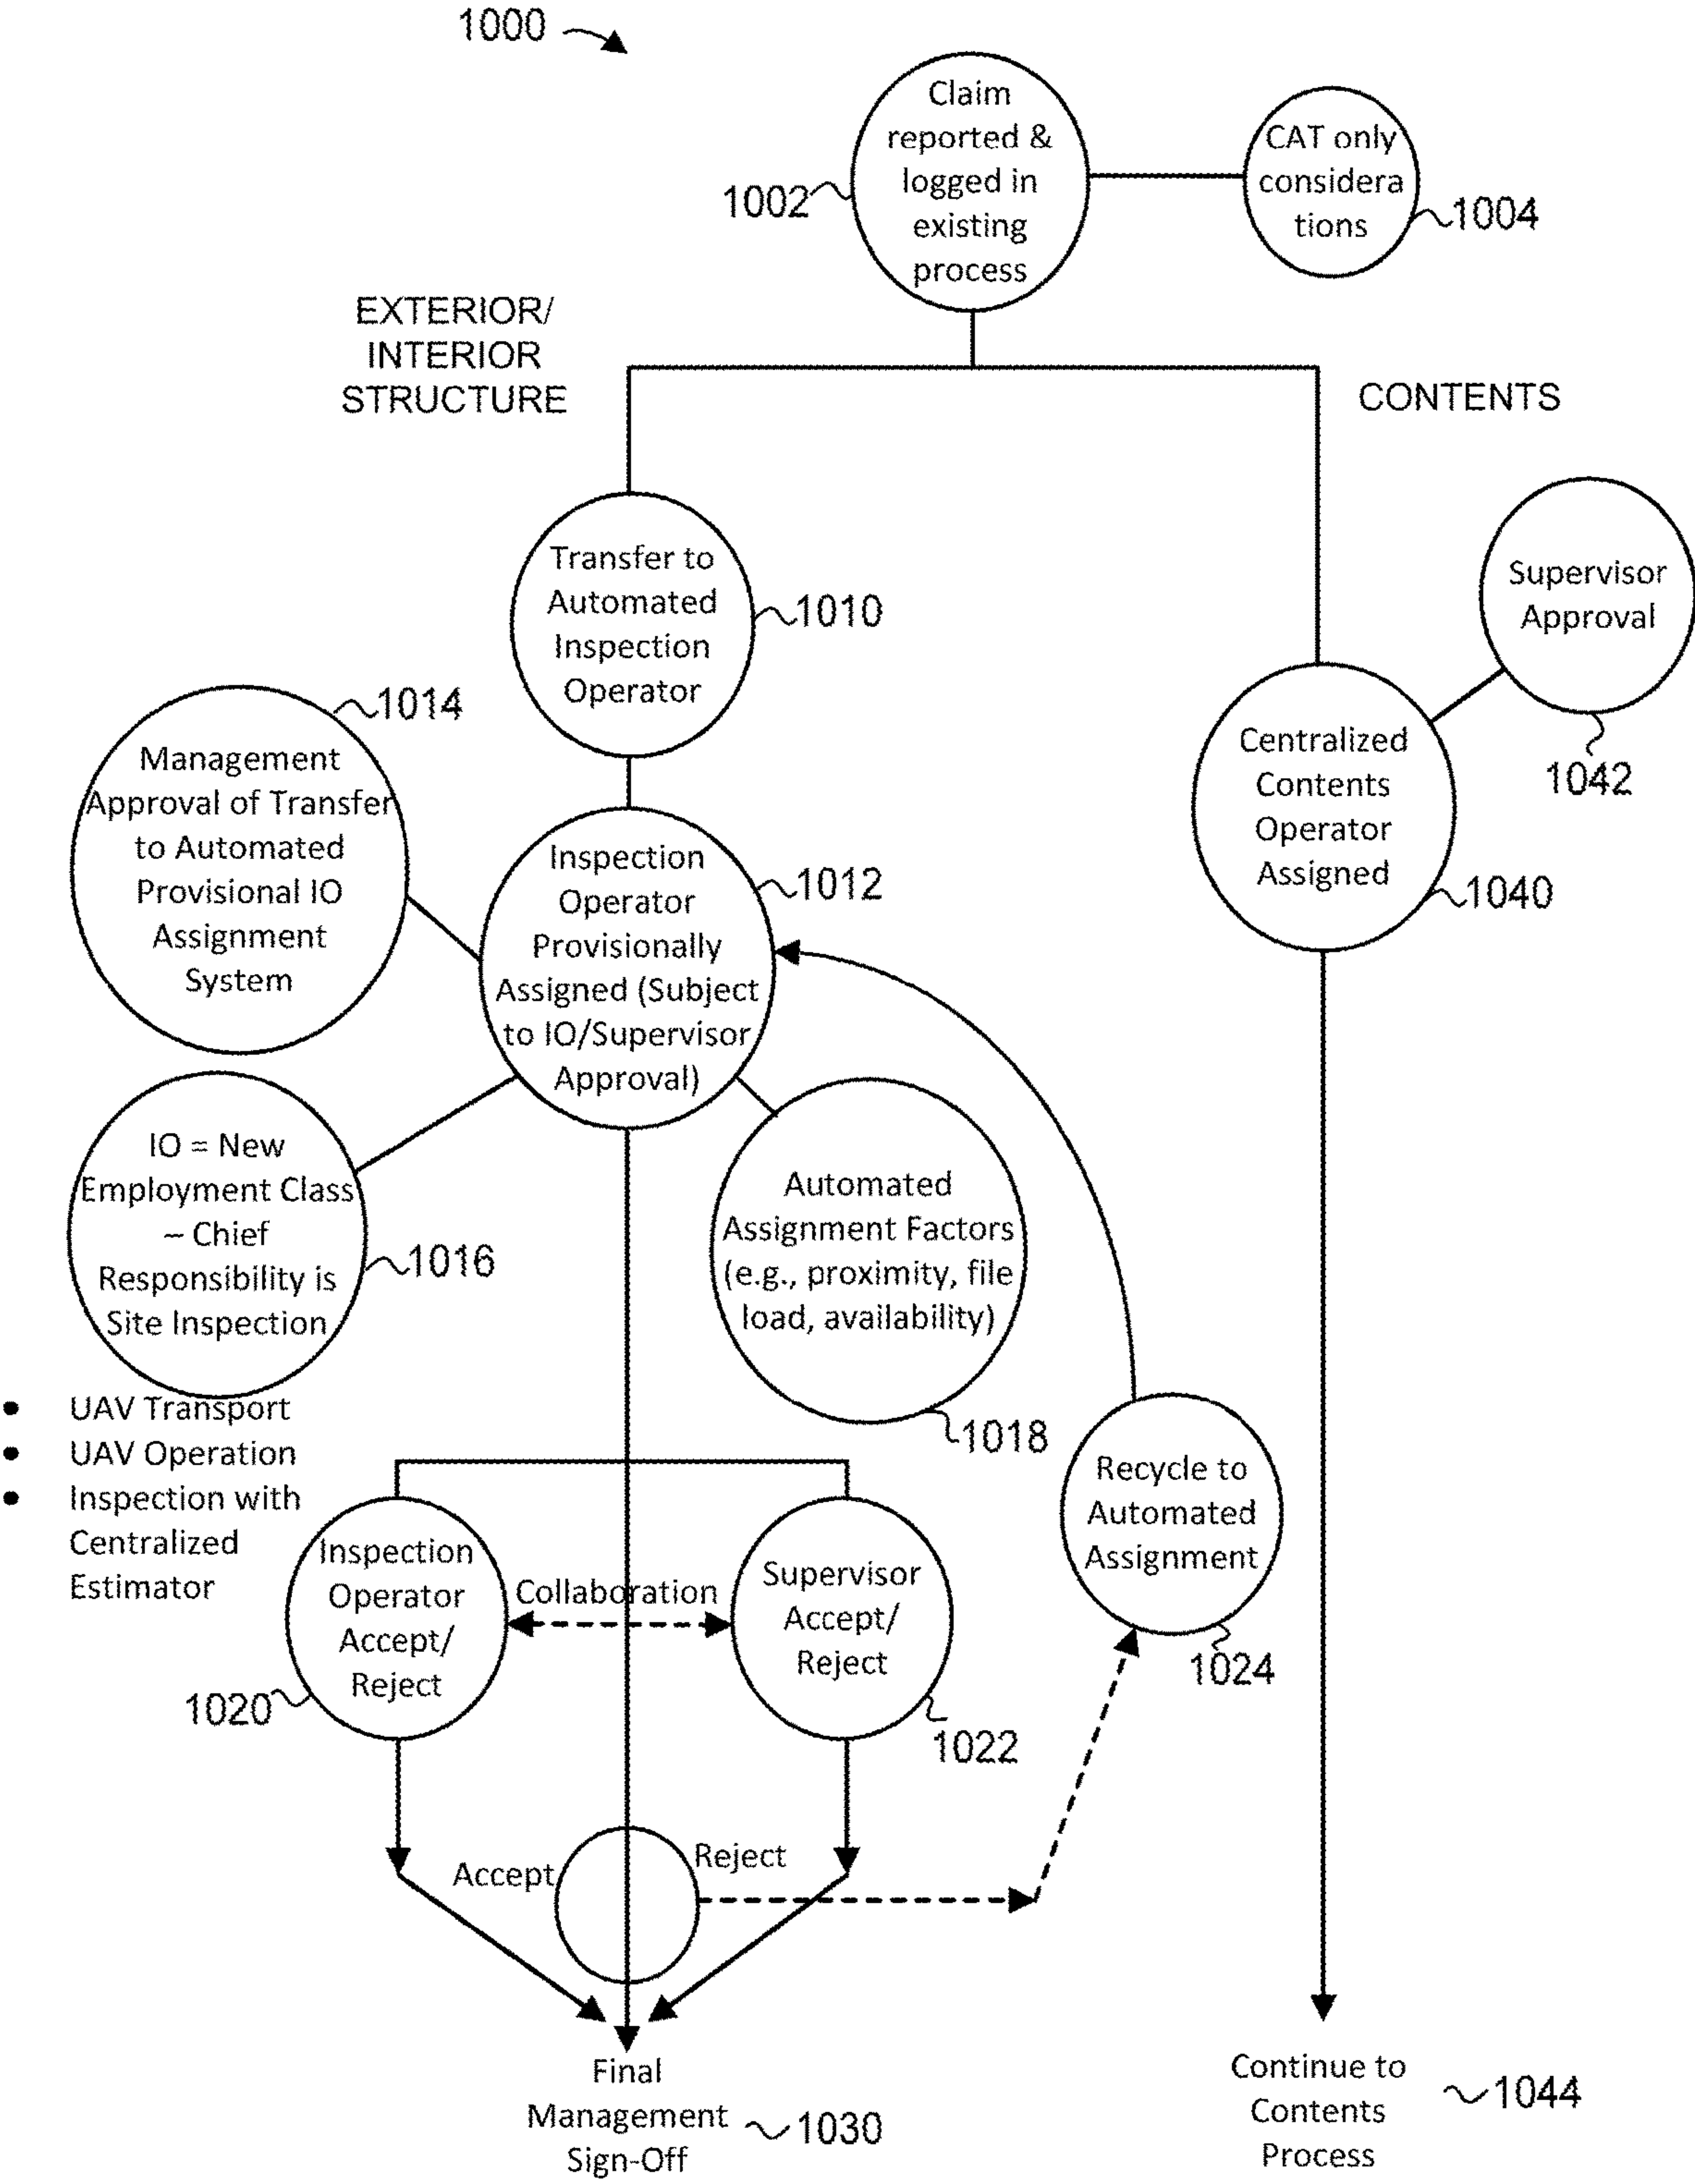 1000
Claim
reported &
logged in
existing
process
1002
CAT only
considera
tions
1004
EXTERIOR/
INTERIOR
STRUCTURE
CONTENTS
Transfer to
Automated
Inspection
Operator
1010
Supervisor
Approval
1042
1014
Management
Approval of Transfer
to Automated
Provisional IO
Assignment
System
Inspection
Operator
Provisionally
Assigned (Subject
to IO/Supervisor
Approval)
1012
Centralized
Contents
Operator
Assigned
1040
IO = New
Employment Class
– Chief
Responsibility is
Site Inspection
1016
Automated
Assignment Factors
(e.g., proximity, file
load, availability)
1018
• UAV Transport
• UAV Operation
• Inspection with
Centralized
Estimator
Recycle to
Automated
Assignment
1024
Inspection
Operator
Accept/
Reject
1020
Collaboration
Supervisor
Accept/
Reject
1022
Accept
Reject
Final
Management
Sign-Off
1030
Continue to
Contents
Process
1044